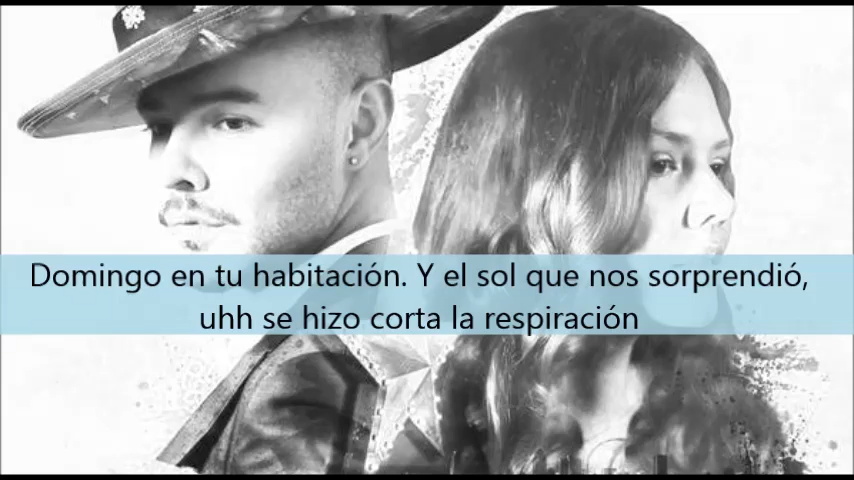 Domingo en tu habitación. Y el sol que nos sorprendió,
uhh se hizo corta la respiración